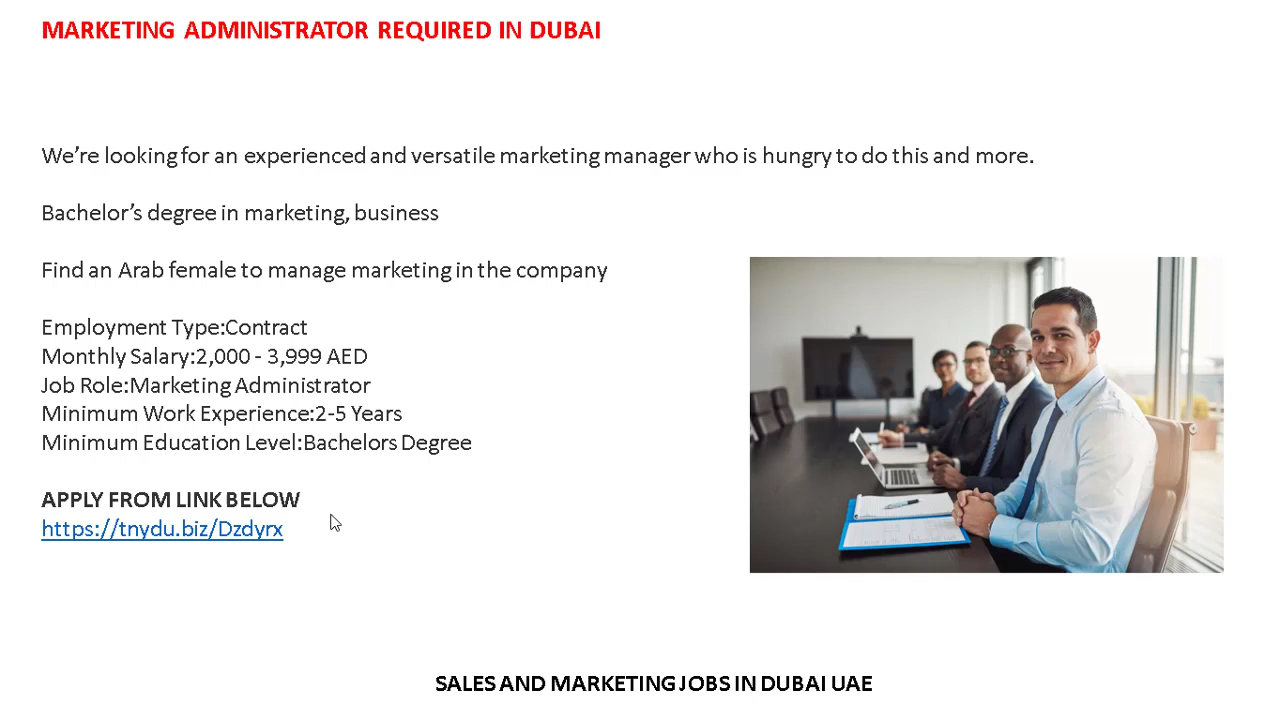 MARKETING ADMINISTRATOR REQUIRED IN DUBAI
We’re looking for an experienced and versatile marketing manager who is hungry to do this and more.
Bachelor’s degree in marketing, business
Find an Arab female to manage marketing in the company
Employment Type:Contract
Monthly Salary:2,000 - 3,999 AED
Job Role:Marketing Administrator
Minimum Work Experience:2-5 Years
Minimum Education Level:Bachelors Degree
APPLY FROM LINK BELOW
https://tnydu.biz/Dzdyrx
SALES AND MARKETING JOBS IN DUBAI UAE